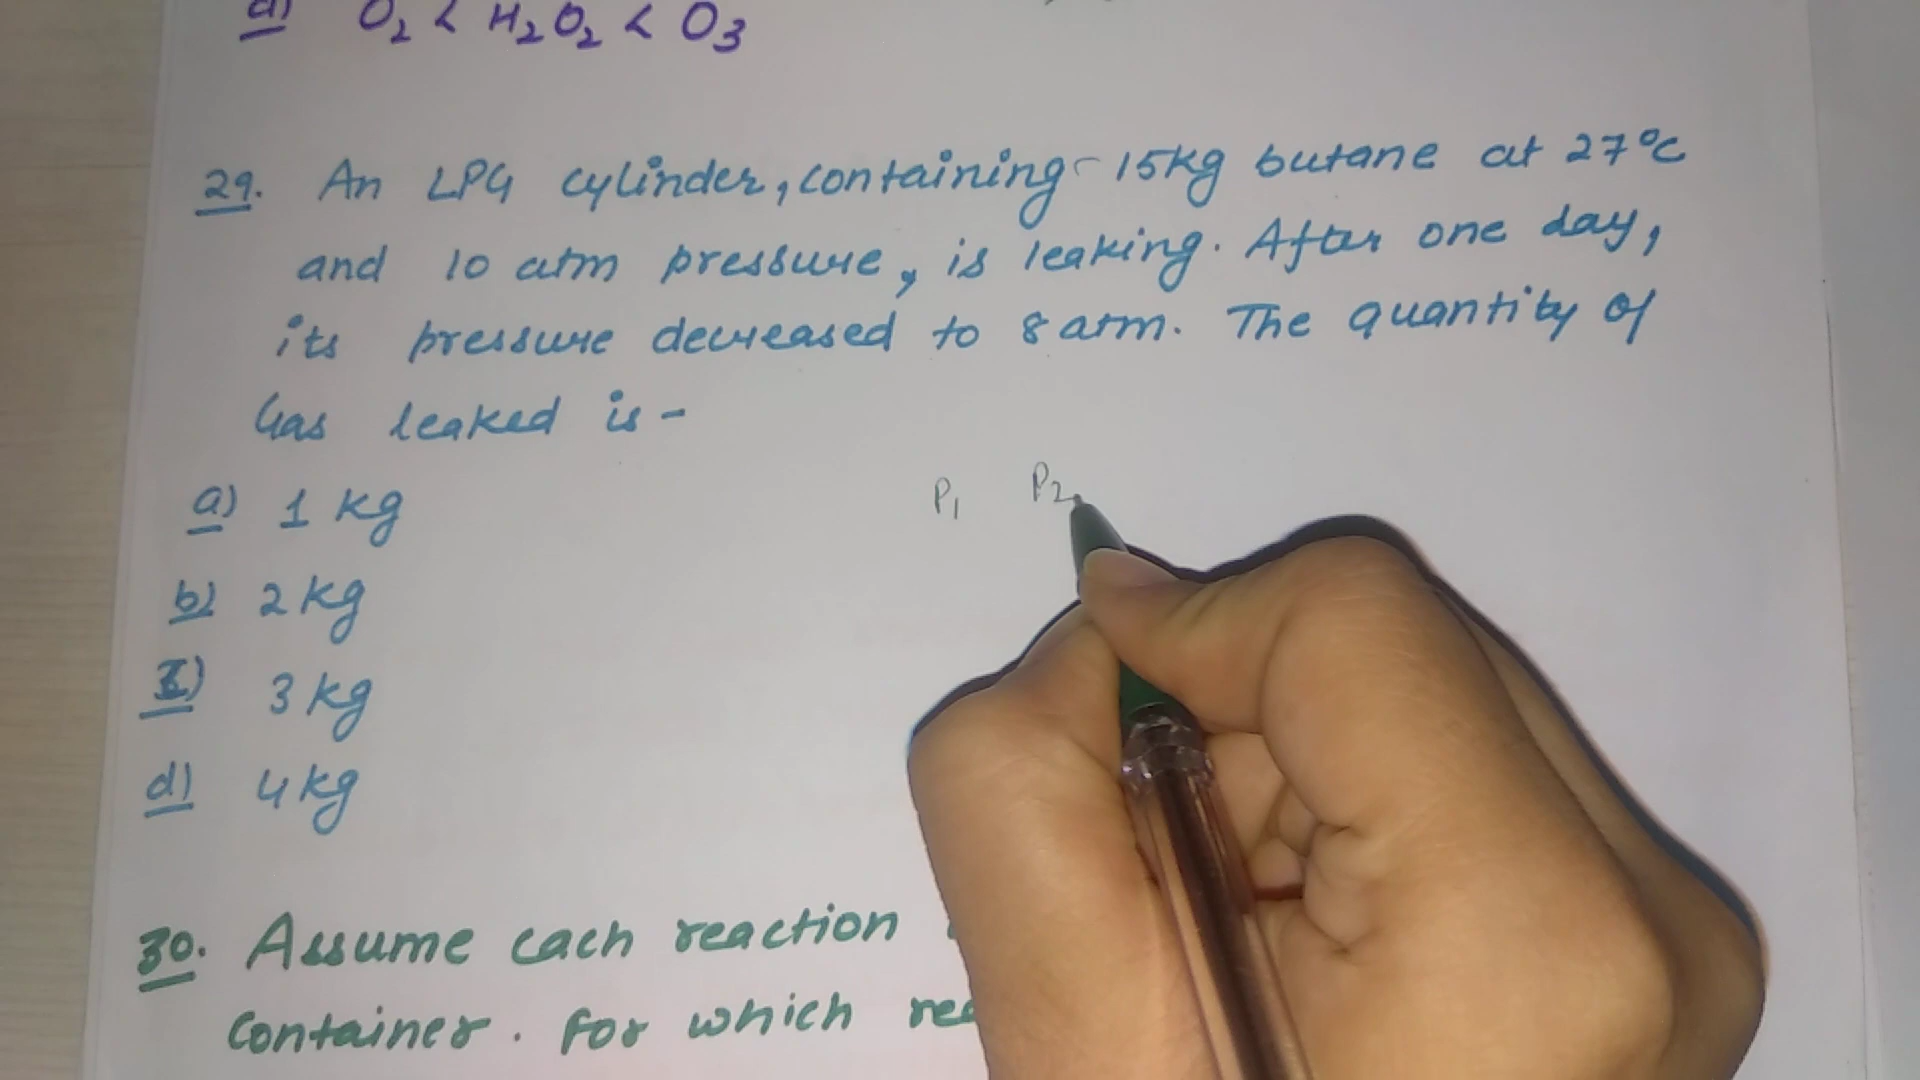 d) O₂ < H₂O₂ < O₃
29. An LPG cylinder, containing 15kg butane at 27°C
and 10 atm pressure, is leaking. After one day,
its pressure decreased to 8 atm. The quantity of
Gas leaked is -
P₁ P₂
a) 1 kg
b) 2 kg
c) 3 kg
d) 4 kg
30. Assume each reaction
container. For which